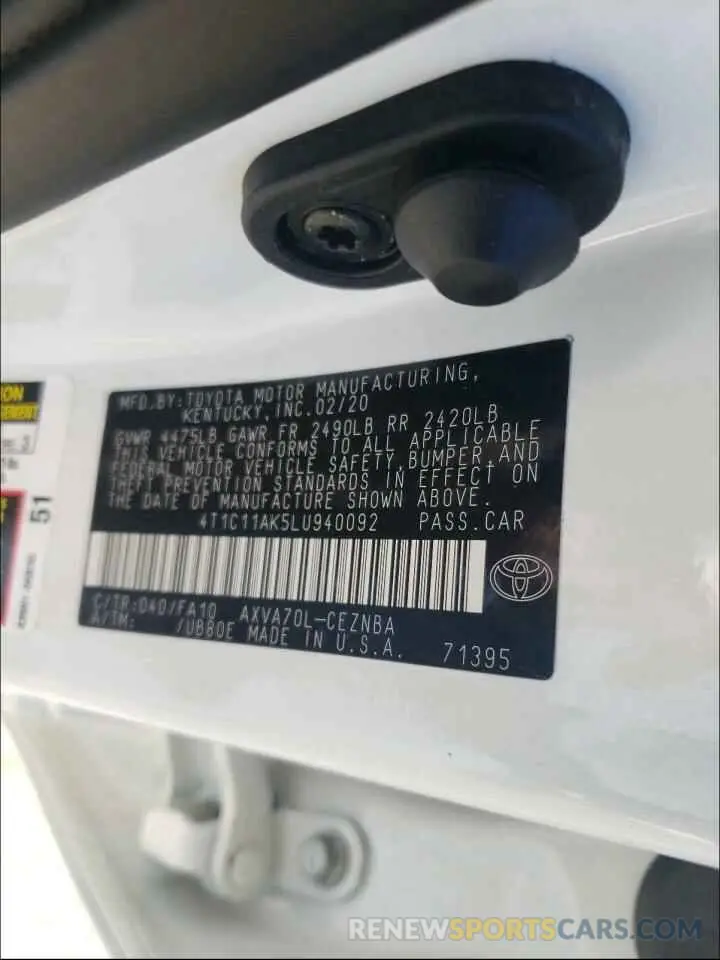 MFD.BY:TOYOTA MOTOR MANUFACTURING,
KENTUCKY,INC.02/20
GVWR 4475LB GAWR FR 2490LB RR 2420LB
THIS VEHICLE CONFORMS TO ALL APPLICABLE
FEDERAL MOTOR VEHICLE SAFETY,BUMPER,AND
THEFT PREVENTION STANDARDS IN EFFECT ON
THE DATE OF MANUFACTURE SHOWN ABOVE.
4T1C11AK5LU940092 PASS.CAR
C/TR:040/FA10 AXVA70L-CEZNBA
A/TM: /UB80E MADE IN U.S.A.
71395
ION
51
RENEWSPORTSCARS.COM